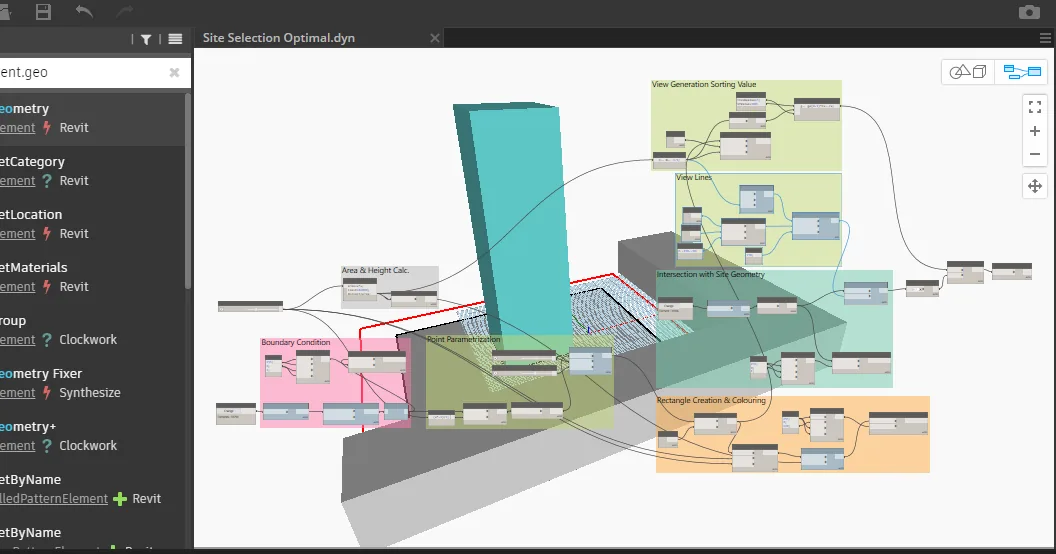 Site Selection Optimal.dyn
ent.geo
eometry
ement Revit
etCategory
ement ? Revit
etLocation
ement Revit
etMaterials
ement Revit
roup
ement ? Clockwork
eometry Fixer
ement Synthesize
eometry+
ement ? Clockwork
etByName
lledPatternElement Revit
etByName
View Generation Sorting Value
View Lines
Area & Height Calc.
Intersection with Site Geometry
Boundary Condition
Point Parametrization
Rectangle Creation & Colouring